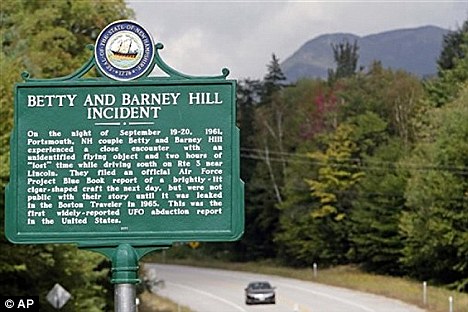 OF THE STATE OF NEW HAMPSHIRE
1776
BETTY AND BARNEY HILL
INCIDENT
On the night of September 19-20, 1961,
Portsmouth, NH couple Betty and Barney Hill
experienced a close encounter with an
unidentified flying object and two hours of
"lost" time while driving south on Rte 3 near
Lincoln. They filed an official Air Force
Project Blue Book report of a brightly-lit
cigar-shaped craft the next day, but were not
public with their story until it was leaked
in the Boston Traveler in 1965. This was the
first widely-reported UFO abduction report
in the United States.
© AP